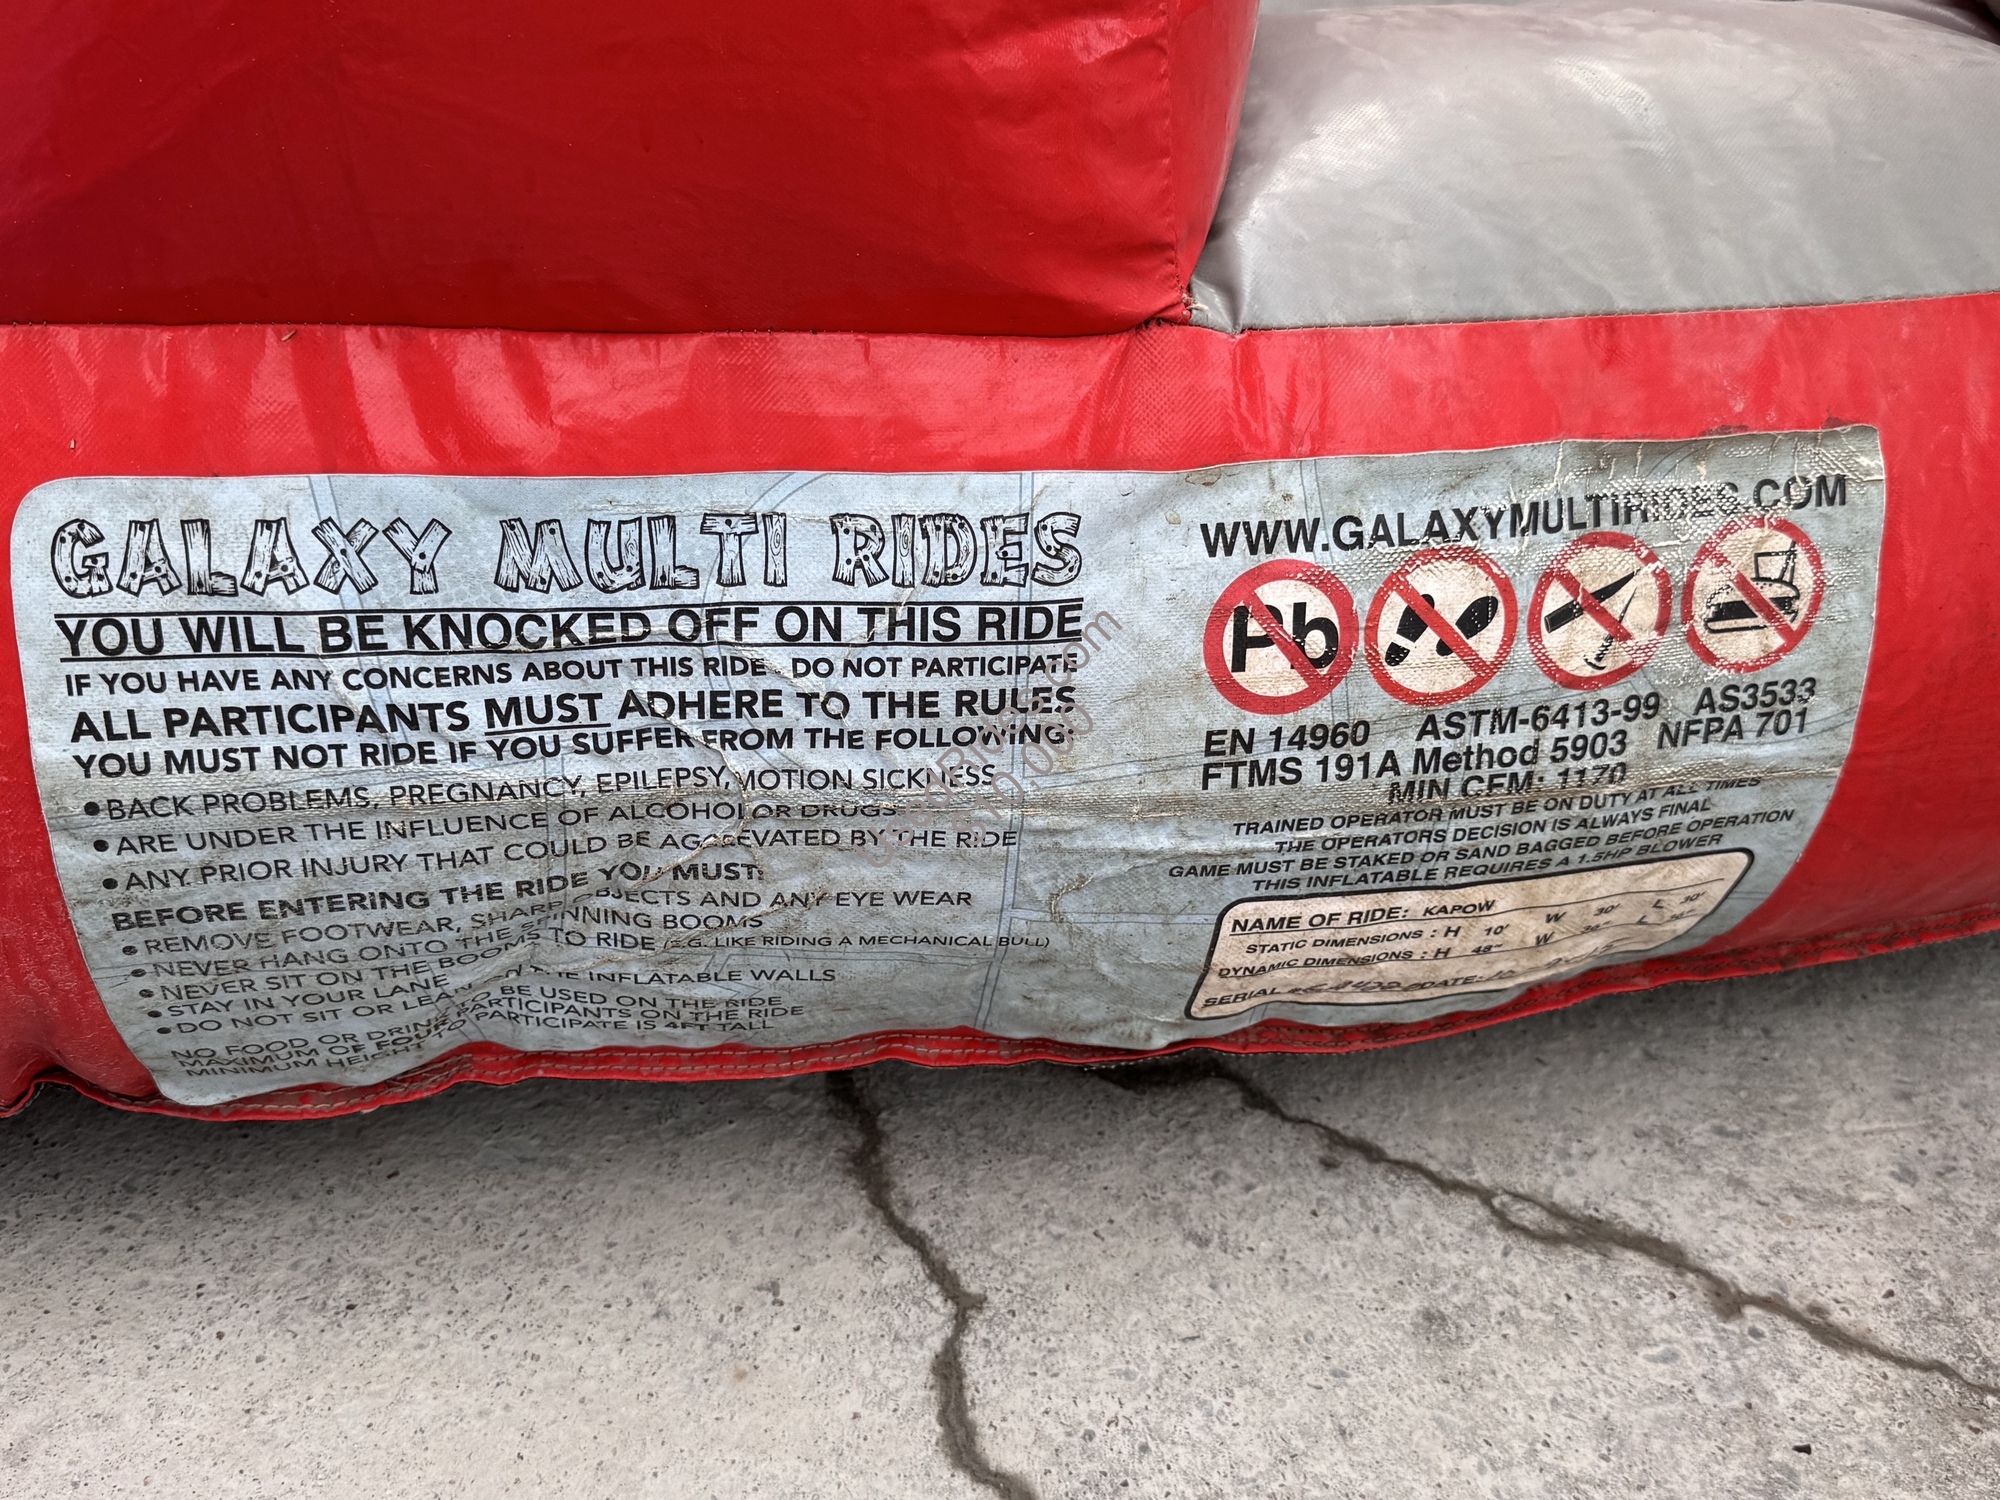 GALAXY MULTI RIDES
YOU WILL BE KNOCKED OFF ON THIS RIDE
IF YOU HAVE ANY CONCERNS ABOUT THIS RIDE DO NOT PARTICIPATE
ALL PARTICIPANTS MUST ADHERE TO THE RULES
YOU MUST NOT RIDE IF YOU SUFFER FROM THE FOLLOWING:
• BACK PROBLEMS, PREGNANCY, EPILEPSY, MOTION SICKNESS
• ARE UNDER THE INFLUENCE OF ALCOHOL OR DRUGS
• ANY PRIOR INJURY THAT COULD BE AGGREVATED BY THE RIDE
BEFORE ENTERING THE RIDE YOU MUST:
• REMOVE FOOTWEAR, SHARP OBJECTS AND ANY EYE WEAR
• NEVER HANG ONTO THE SPINNING BOOMS
• NEVER SIT ON THE BOOMS TO RIDE (E.G. LIKE RIDING A MECHANICAL BULL)
• STAY IN YOUR LANE
• DO NOT SIT OR LEAN ON THE INFLATABLE WALLS
NO FOOD OR DRINK TO BE USED ON THE RIDE
MAXIMUM OF FOUR PARTICIPANTS ON THE RIDE
MINIMUM HEIGHT TO PARTICIPATE IS 4FT TALL
WWW.GALAXYMULTIRIDES.COM
Pb
EN 14960 ASTM-6413-99 AS3533
FTMS 191A Method 5903 NFPA 701
MIN CFM: 1170
TRAINED OPERATOR MUST BE ON DUTY AT ALL TIMES
THE OPERATORS DECISION IS ALWAYS FINAL
GAME MUST BE STAKED OR SAND BAGGED BEFORE OPERATION
THIS INFLATABLE REQUIRES A 1.5HP BLOWER
NAME OF RIDE: KAPOW
STATIC DIMENSIONS : H 10' W 30' L 30'
DYNAMIC DIMENSIONS : H 48" W L
SERIAL # DATE: